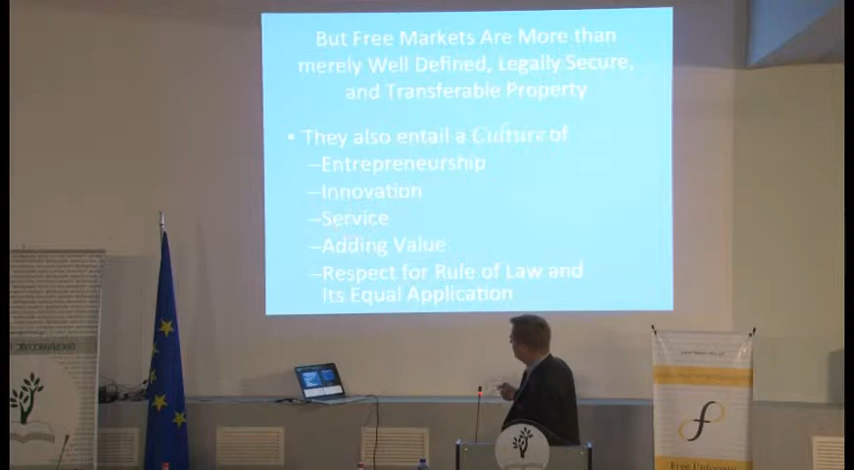 But Free Markets Are More than
merely Well Defined, Legally Secure,
and Transferable Property
• They also entail a Culture of
–Entrepreneurship
–Innovation
–Service
–Adding Value
–Respect for Rule of Law and
Its Equal Application
Free